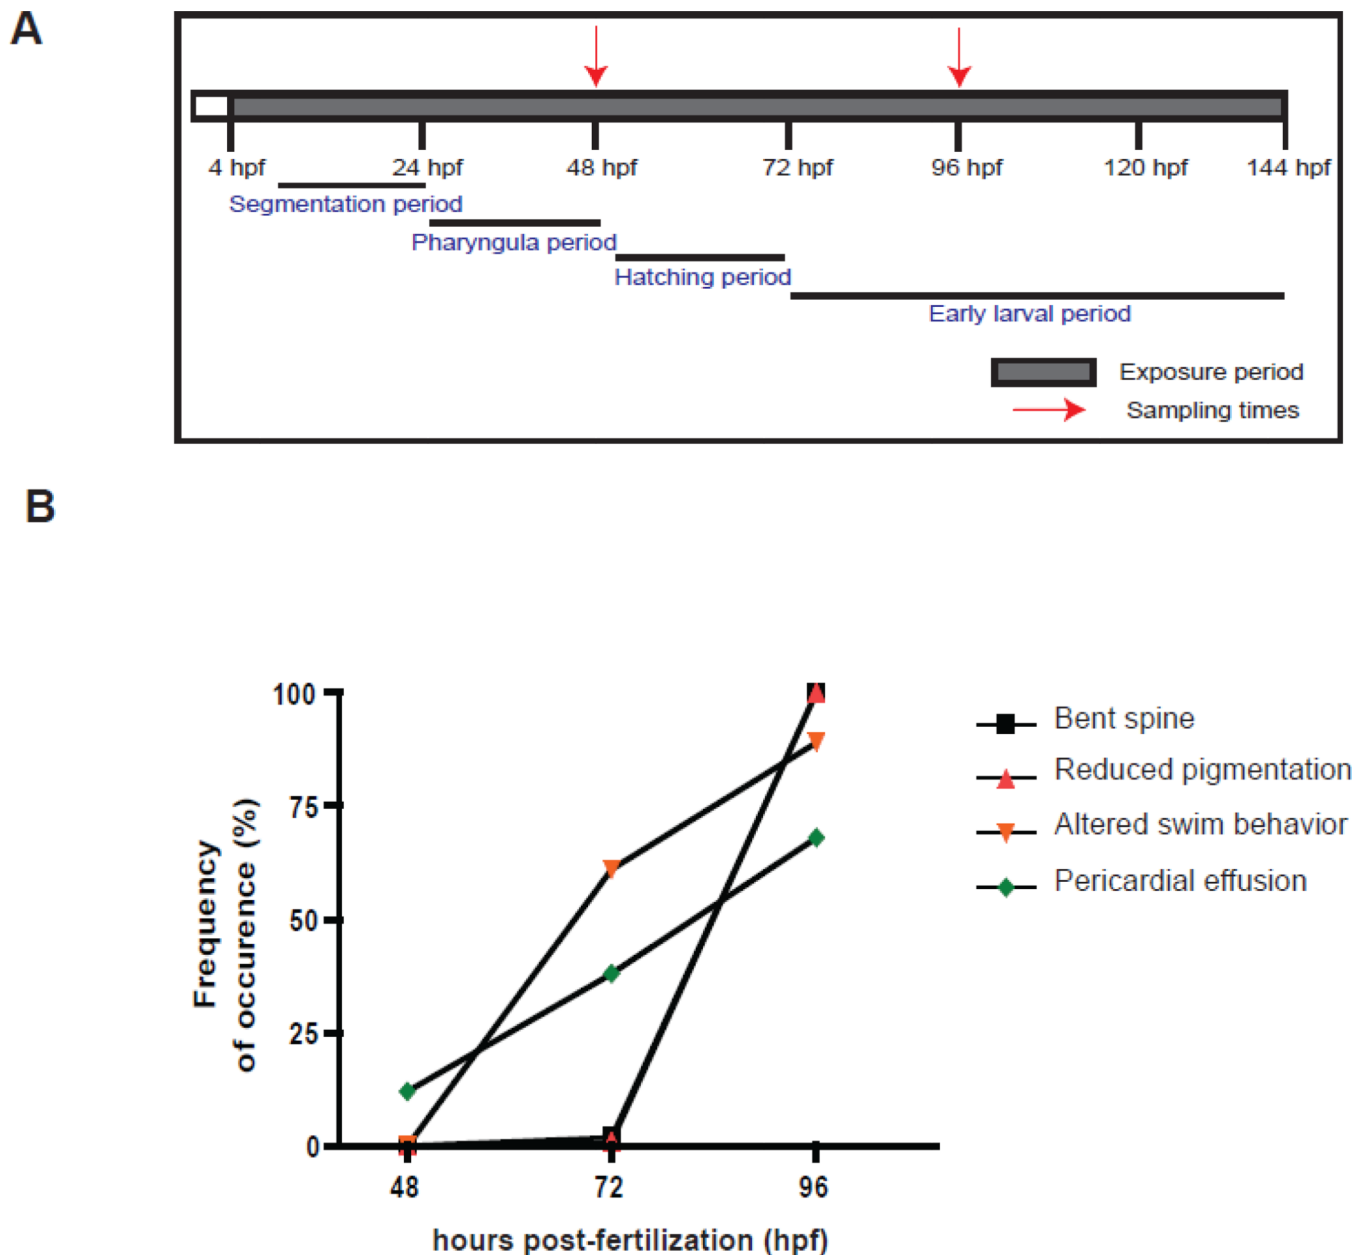 A
4 hpf 24 hpf 48 hpf 72 hpf 96 hpf 120 hpf 144 hpf
Segmentation period
Pharyngula period
Hatching period
Early larval period
Exposure period
Sampling times
B
100
75
50
25
0
Frequency
of occurence (%)
48 72 96
hours post-fertilization (hpf)
Bent spine
Reduced pigmentation
Altered swim behavior
Pericardial effusion